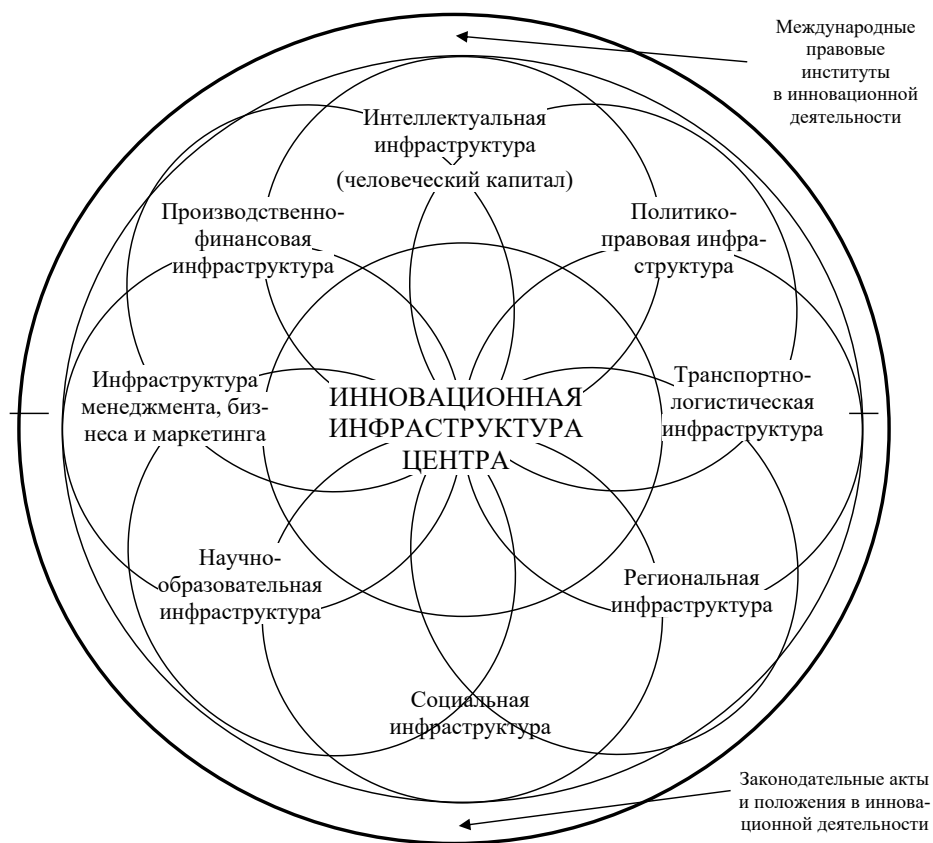 Международные
правовые
институты
в инновационной
деятельности
Интеллектуальная
инфраструктура
(человеческий капитал)
Производственно-
финансовая
инфраструктура
Политико-
правовая инфра-
структура
Инфраструктура
менеджмента, биз-
неса и маркетинга
ИННОВАЦИОННАЯ
ИНФРАСТРУКТУРА
ЦЕНТРА
Транспортно-
логистическая
инфраструктура
Научно-
образовательная
инфраструктура
Региональная
инфраструктура
Социальная
инфраструктура
Законодательные акты
и положения в иннова-
ционной деятельности